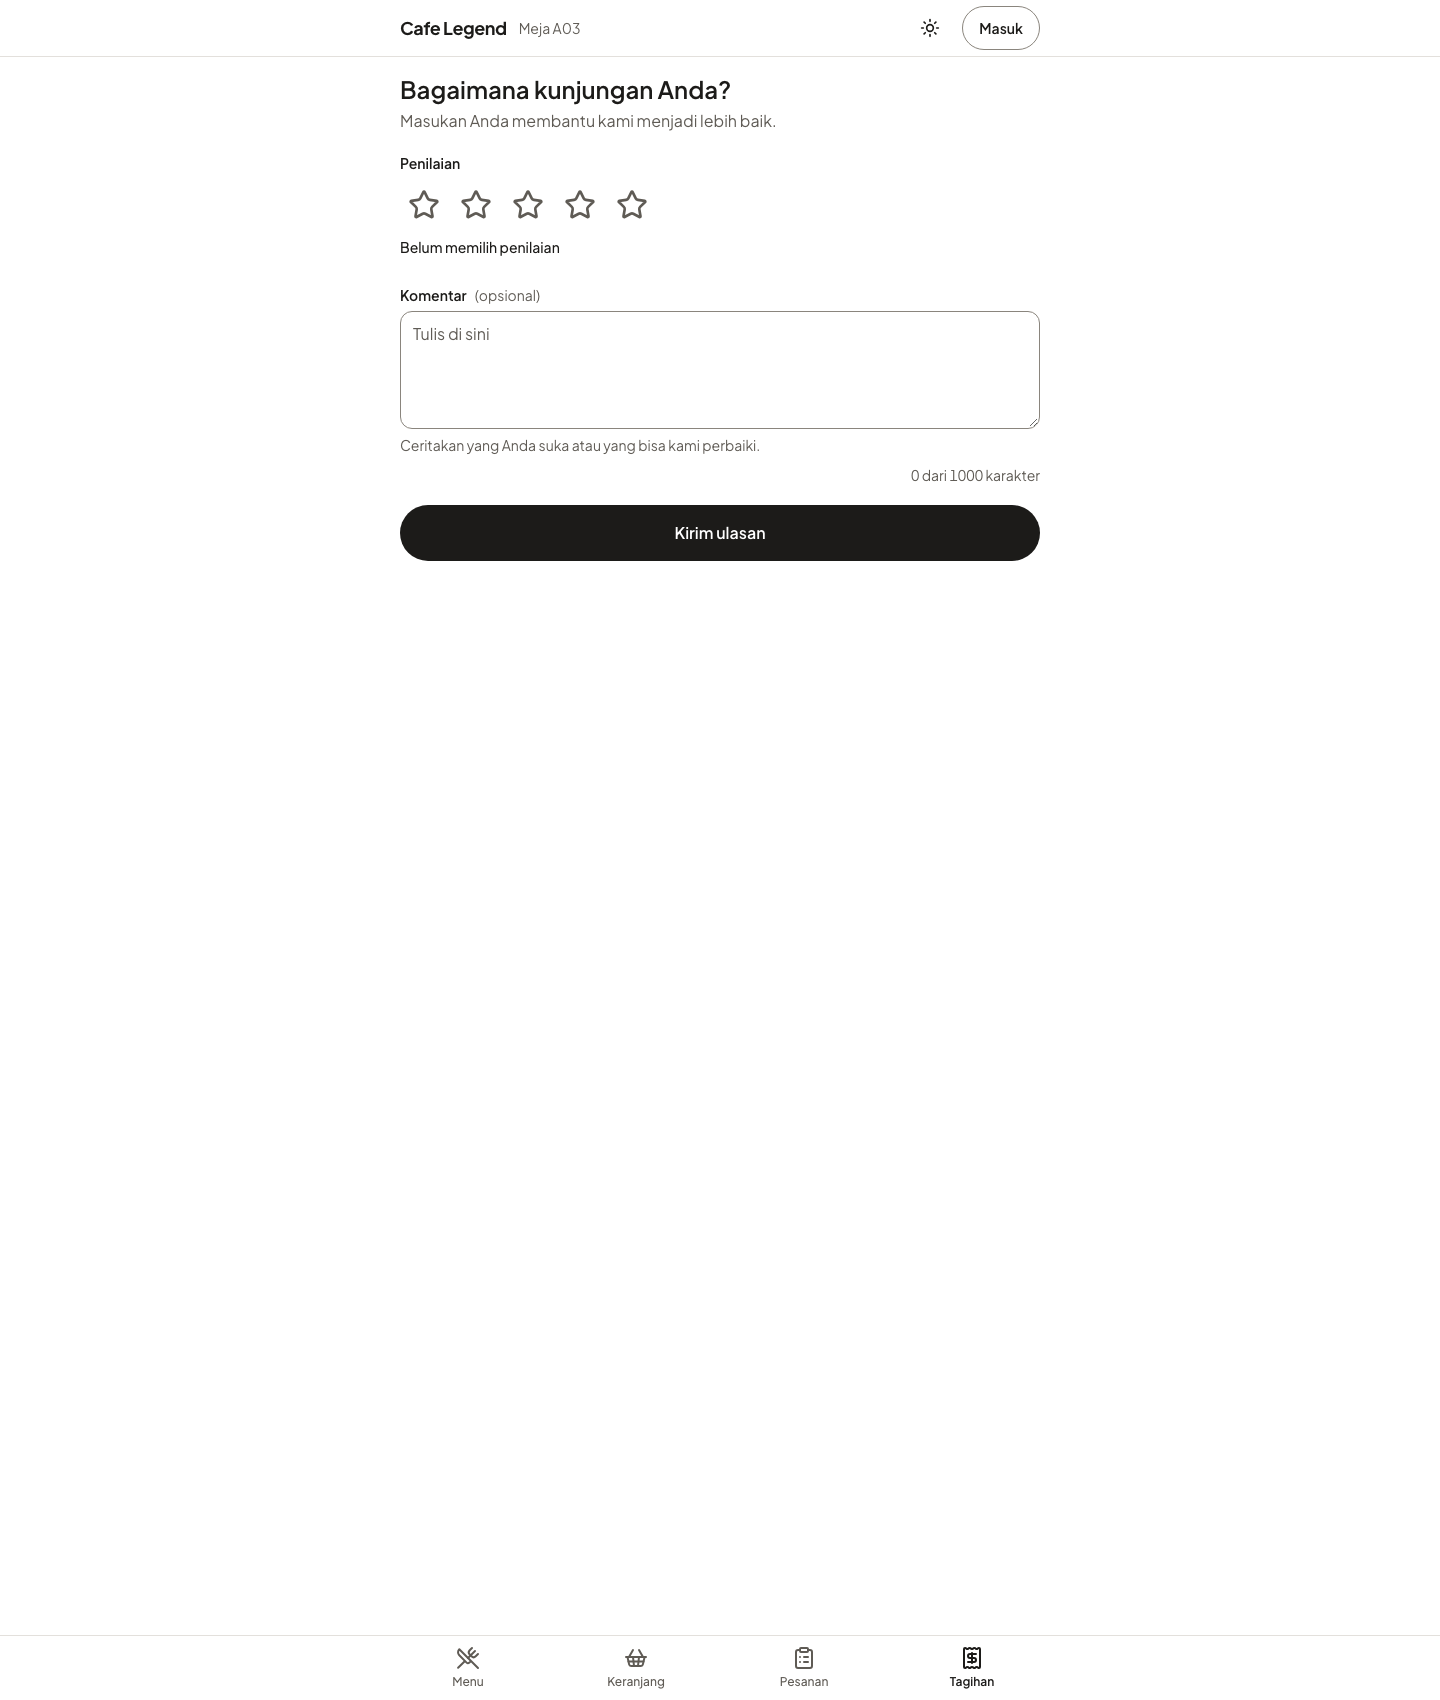 Cafe Legend Meja A03
Masuk
Bagaimana kunjungan Anda?
Masukan Anda membantu kami menjadi lebih baik.
Penilaian
Belum memilih penilaian
Komentar (opsional)
Tulis di sini
Ceritakan yang Anda suka atau yang bisa kami perbaiki.
0 dari 1000 karakter
Kirim ulasan
Menu
Keranjang
Pesanan
Tagihan